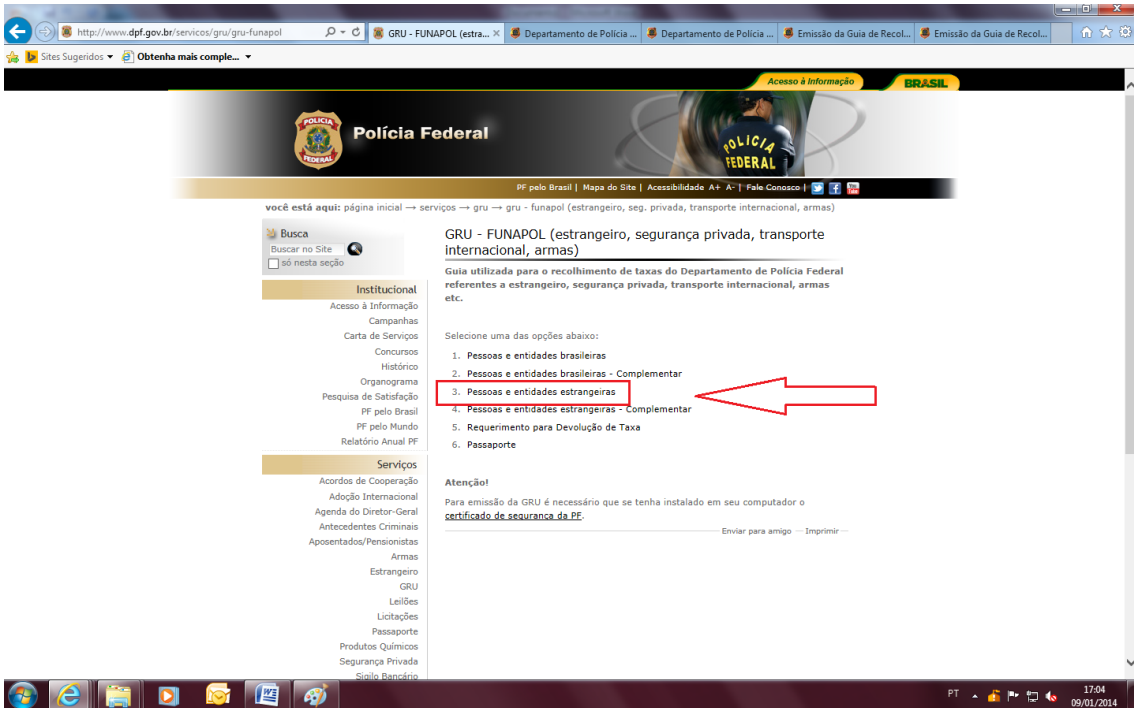 http://www.dpf.gov.br/servicos/gru/gru-funapol
GRU - FUNAPOL (estra...
Departamento de Polícia ...
Departamento de Polícia ...
Emissão da Guia de Recol...
Emissão da Guia de Recol...
Sites Sugeridos
Obtenha mais comple...
Acesso à Informação
BRASIL
POLICIA
FEDERAL
Polícia Federal
POLICIA
FEDERAL
PF pelo Brasil | Mapa do Site | Acessibilidade A+ A- | Fale Conosco |
você está aqui: página inicial → serviços → gru → gru - funapol (estrangeiro, seg. privada, transporte internacional, armas)
Busca
Buscar no Site
só nesta seção
Institucional
Acesso à Informação
Campanhas
Carta de Serviços
Concursos
Histórico
Organograma
Pesquisa de Satisfação
PF pelo Brasil
PF pelo Mundo
Relatório Anual PF
Serviços
Acordos de Cooperação
Adoção Internacional
Agenda do Diretor-Geral
Antecedentes Criminais
Aposentados/Pensionistas
Armas
Estrangeiro
GRU
Leilões
Licitações
Passaporte
Produtos Químicos
Segurança Privada
Sigilo Bancário
GRU - FUNAPOL (estrangeiro, segurança privada, transporte
internacional, armas)
Guia utilizada para o recolhimento de taxas do Departamento de Polícia Federal
referentes a estrangeiro, segurança privada, transporte internacional, armas
etc.
Selecione uma das opções abaixo:
1. Pessoas e entidades brasileiras
2. Pessoas e entidades brasileiras - Complementar
3. Pessoas e entidades estrangeiras
4. Pessoas e entidades estrangeiras - Complementar
5. Requerimento para Devolução de Taxa
6. Passaporte
Atenção!
Para emissão da GRU é necessário que se tenha instalado em seu computador o
certificado de segurança da PF.
Enviar para amigo — Imprimir
PT
17:04
09/01/2014